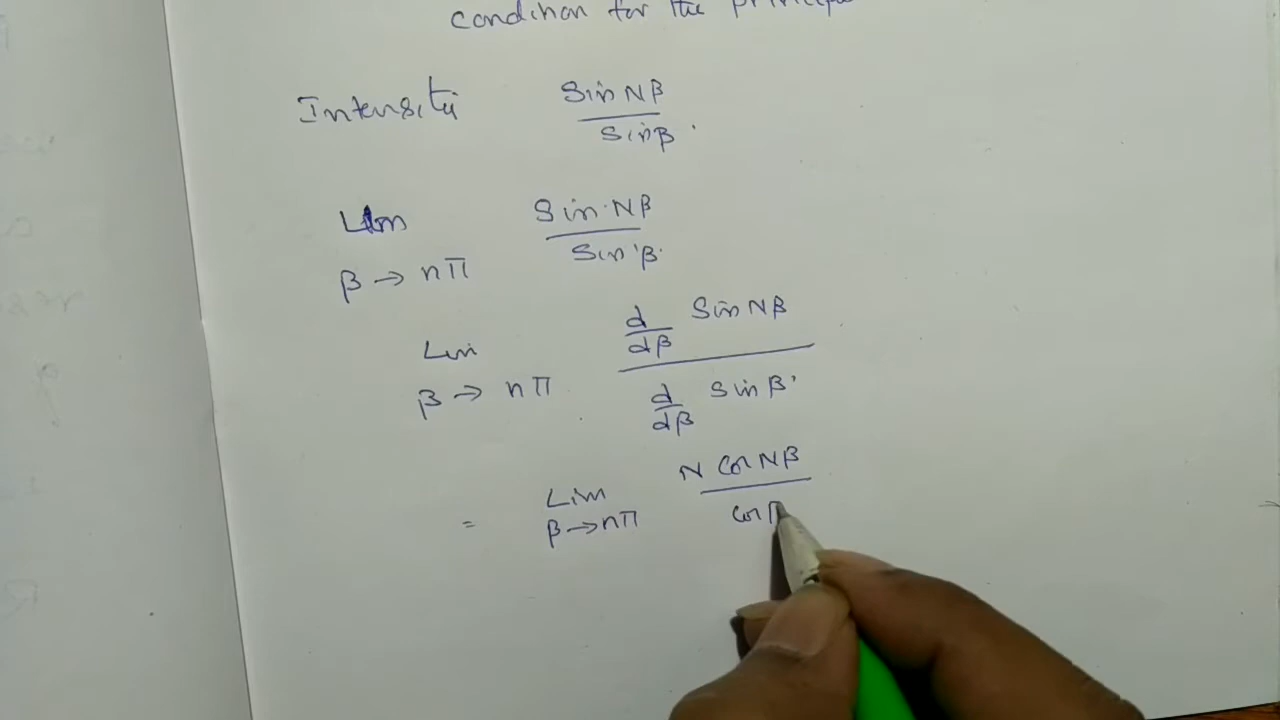 condition for the
Intensity sin Nβ
sin β.
Lim sin Nβ
β → nπ sin β.
d/dβ sin Nβ
Lim
β → nπ d/dβ sin β
N cos Nβ
= Lim
β → nπ cos